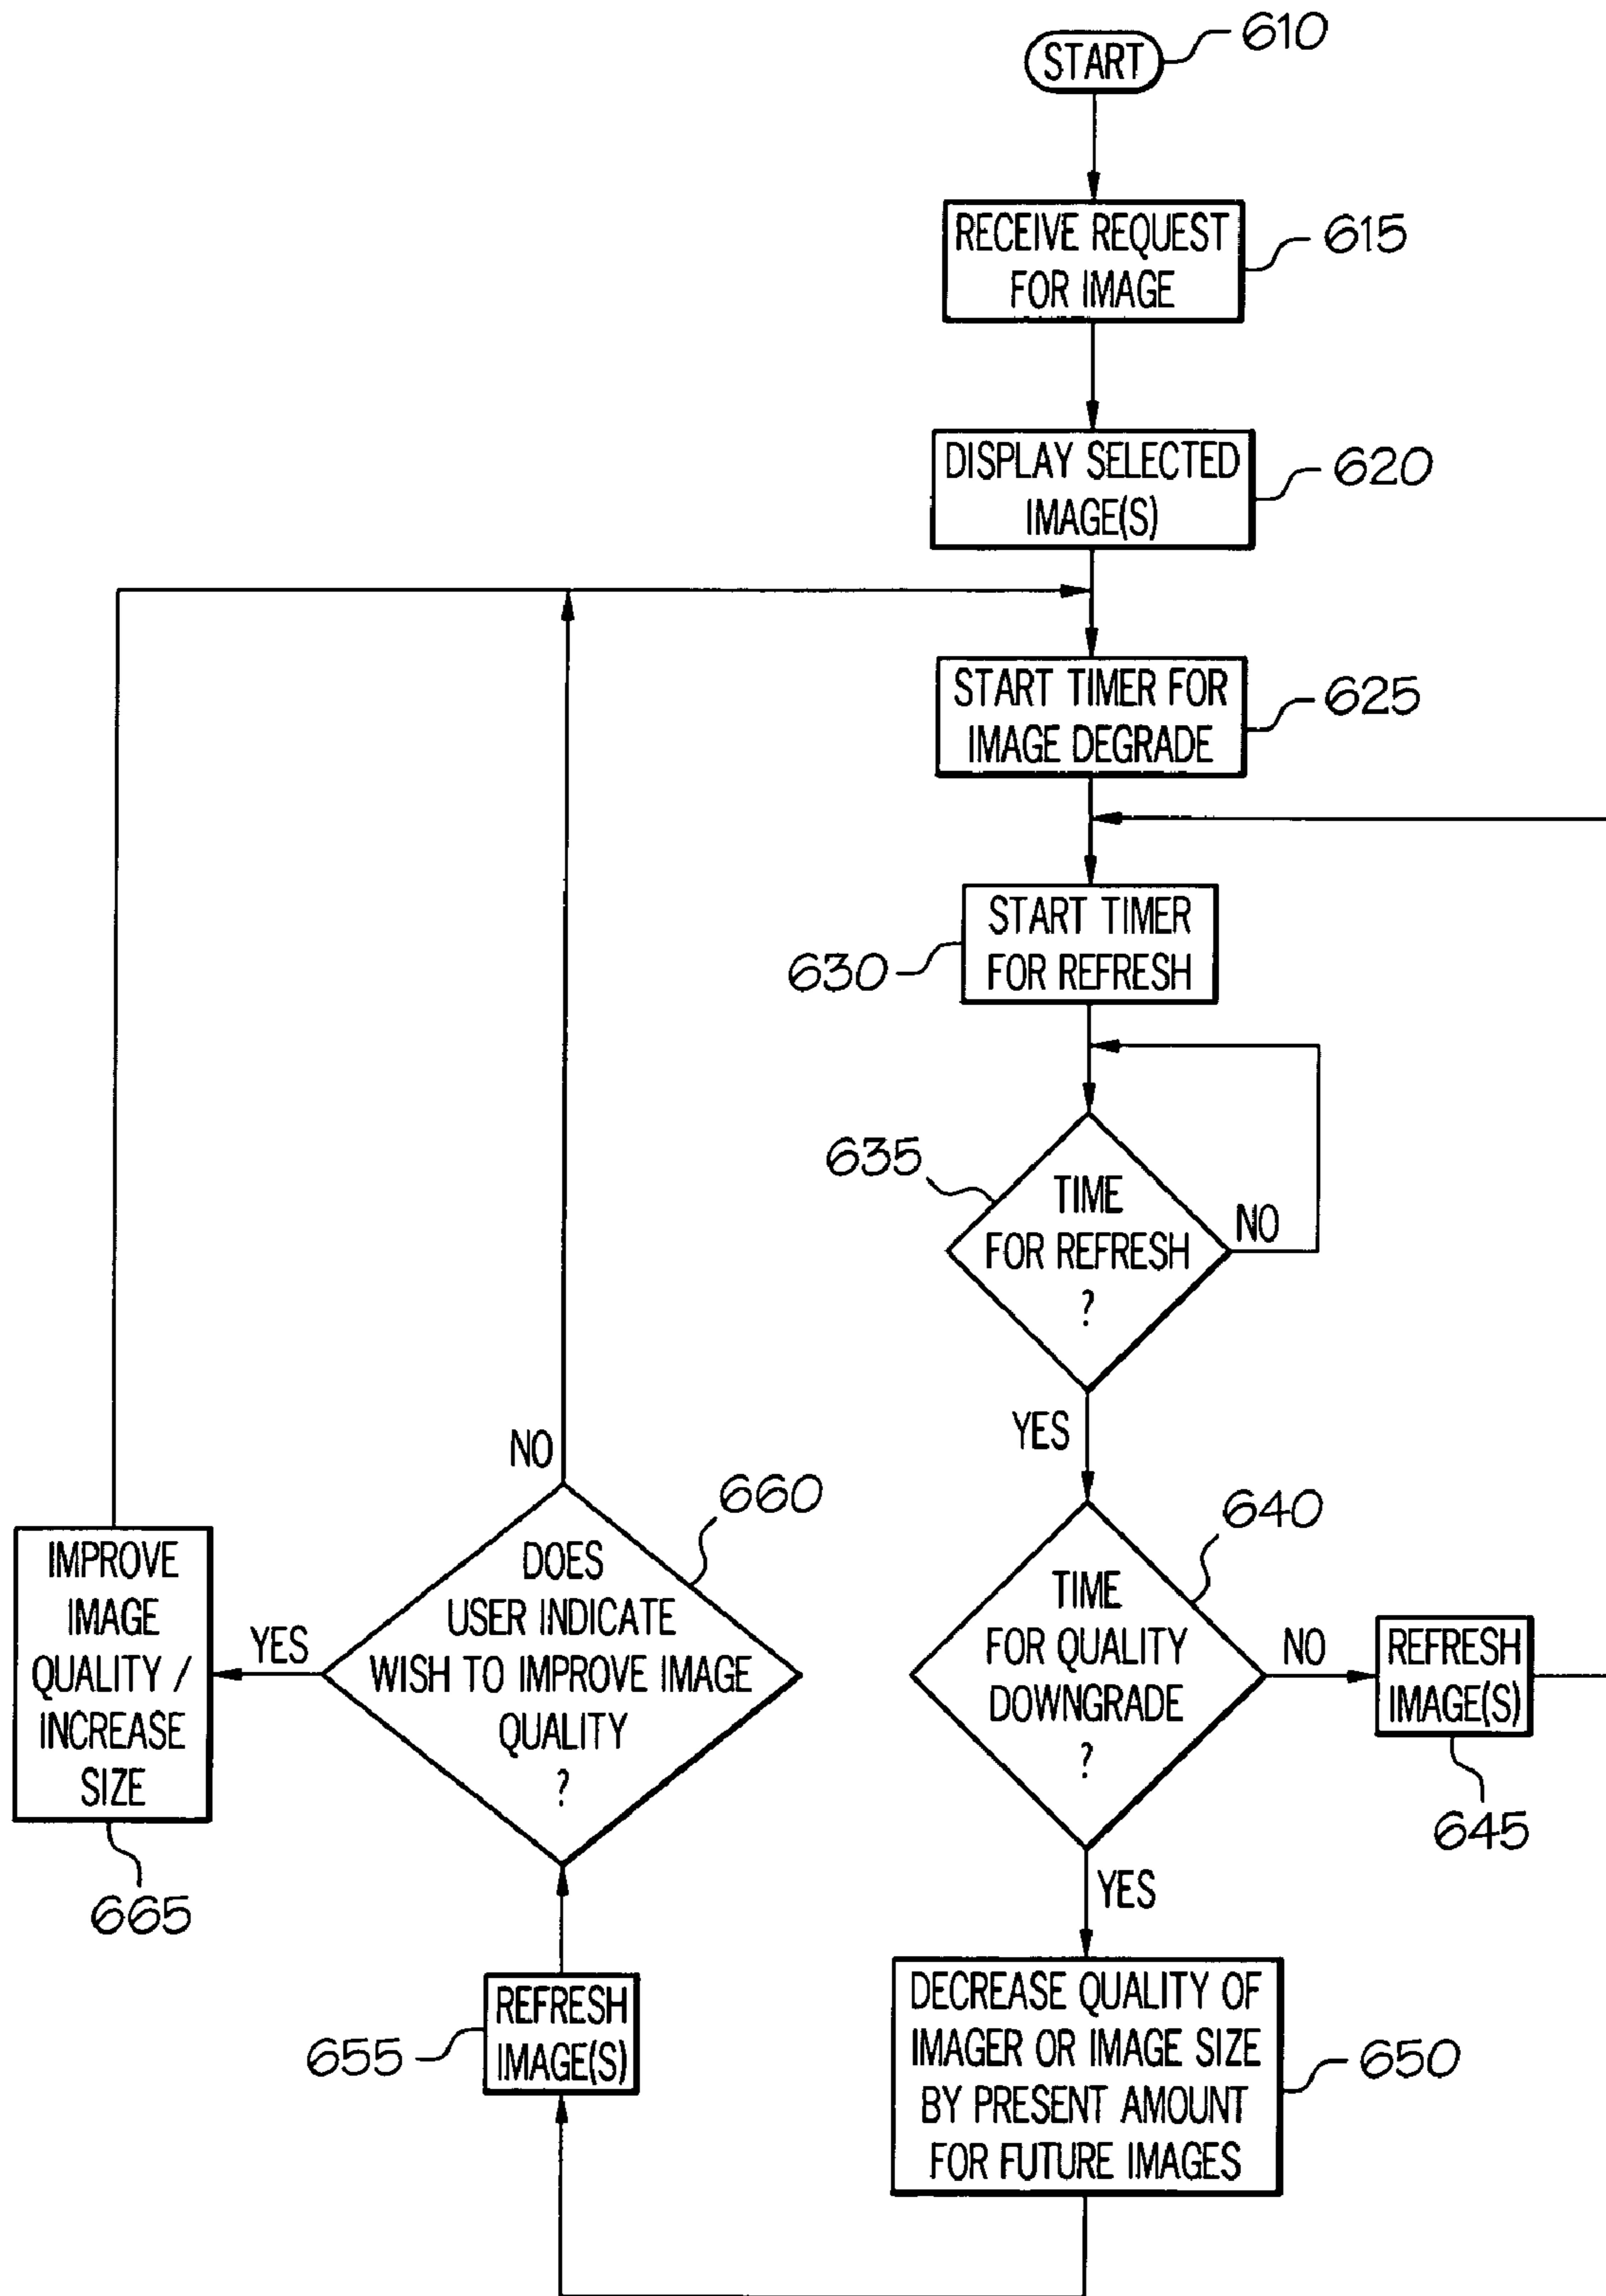 START
610
RECEIVE REQUEST
FOR IMAGE
615
DISPLAY SELECTED
IMAGE(S)
620
START TIMER FOR
IMAGE DEGRADE
625
START TIMER
FOR REFRESH
630
635
TIME
FOR REFRESH
?
NO
YES
640
TIME
FOR QUALITY
DOWNGRADE
?
NO
REFRESH
IMAGE(S)
645
YES
DECREASE QUALITY OF
IMAGER OR IMAGE SIZE
BY PRESENT AMOUNT
FOR FUTURE IMAGES
650
REFRESH
IMAGE(S)
655
NO
660
DOES
USER INDICATE
WISH TO IMPROVE IMAGE
QUALITY
?
YES
IMPROVE
IMAGE
QUALITY /
INCREASE
SIZE
665